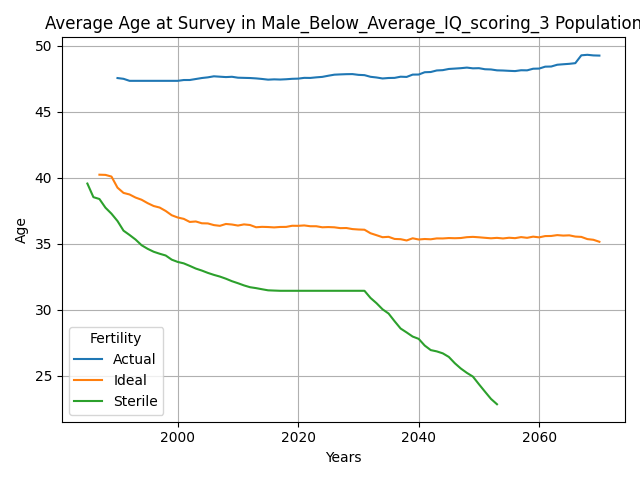 Average Age at Survey in Male_Below_Average_IQ_scoring_3 Population
50
45
40
35
30
25
Age
Fertility
Actual
Ideal
Sterile
2000
2020
2040
2060
Years